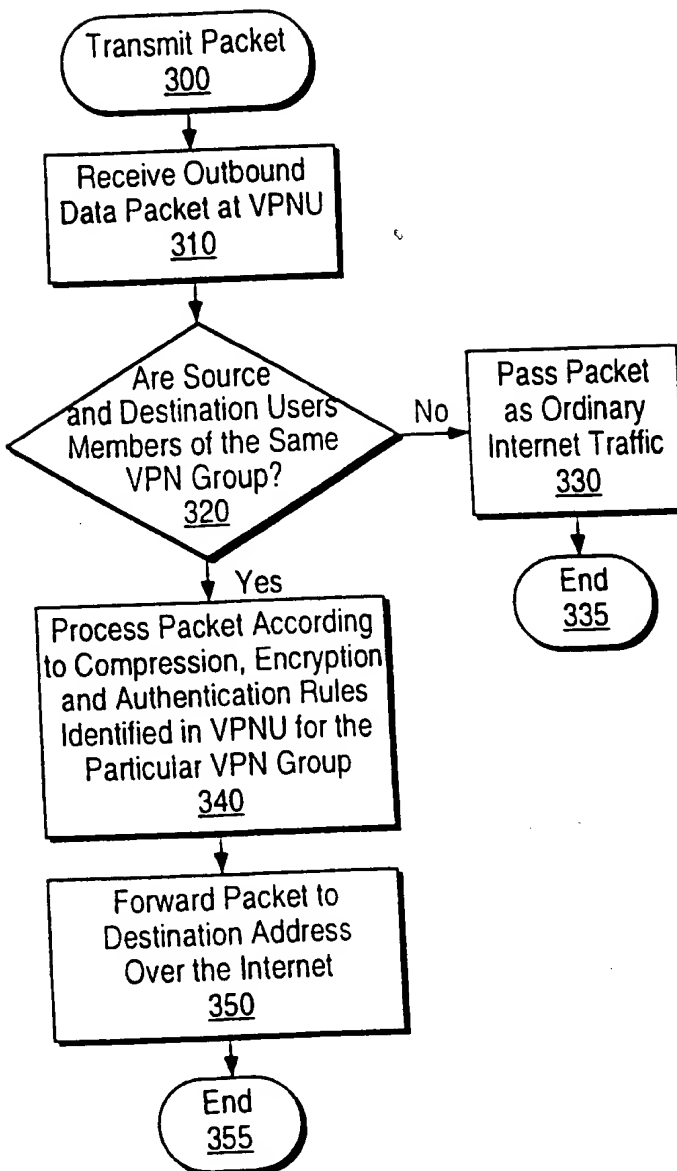 Transmit Packet
300
Receive Outbound
Data Packet at VPNU
310
Are Source
and Destination Users
Members of the Same
VPN Group?
320
No
Pass Packet
as Ordinary
Internet Traffic
330
End
335
Yes
Process Packet According
to Compression, Encryption
and Authentication Rules
Identified in VPNU for the
Particular VPN Group
340
Forward Packet to
Destination Address
Over the Internet
350
End
355